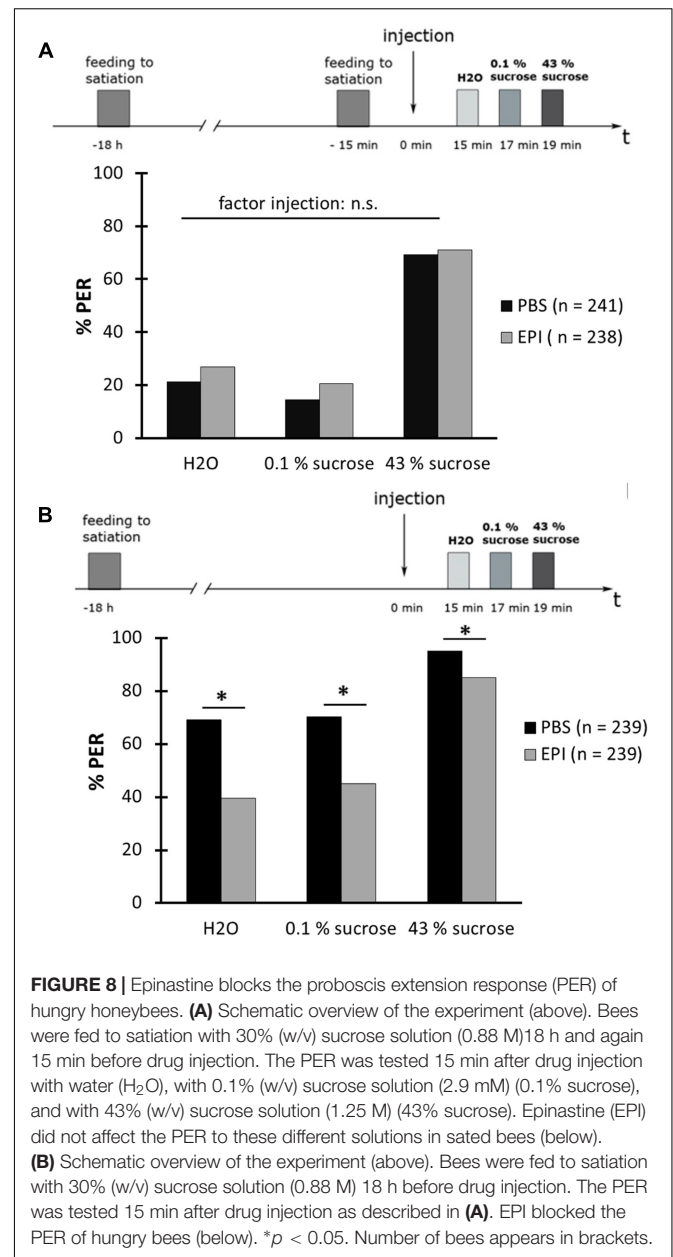 A
injection
feeding to
satiation
feeding to
satiation
H2O
0.1 %
sucrose
43 %
sucrose
-18 h
- 15 min
0 min
15 min
17 min
19 min
t
100
80
60
40
20
0
% PER
factor injection: n.s.
PBS (n = 241)
EPI ( n = 238)
H2O
0.1 % sucrose
43 % sucrose
B
injection
feeding to
satiation
H2O
0.1 %
sucrose
43 %
sucrose
-18 h
0 min
15 min
17 min
19 min
t
100
80
60
40
20
0
% PER
*
*
*
PBS (n = 239)
EPI (n = 239)
H2O
0.1 % sucrose
43 % sucrose
FIGURE 8 | Epinastine blocks the proboscis extension response (PER) of
hungry honeybees. (A) Schematic overview of the experiment (above). Bees
were fed to satiation with 30% (w/v) sucrose solution (0.88 M)18 h and again
15 min before drug injection. The PER was tested 15 min after drug injection
with water (H₂O), with 0.1% (w/v) sucrose solution (2.9 mM) (0.1% sucrose),
and with 43% (w/v) sucrose solution (1.25 M) (43% sucrose). Epinastine (EPI)
did not affect the PER to these different solutions in sated bees (below).
(B) Schematic overview of the experiment (above). Bees were fed to satiation
with 30% (w/v) sucrose solution (0.88 M) 18 h before drug injection. The PER
was tested 15 min after drug injection as described in (A). EPI blocked the
PER of hungry bees (below). *p < 0.05. Number of bees appears in brackets.